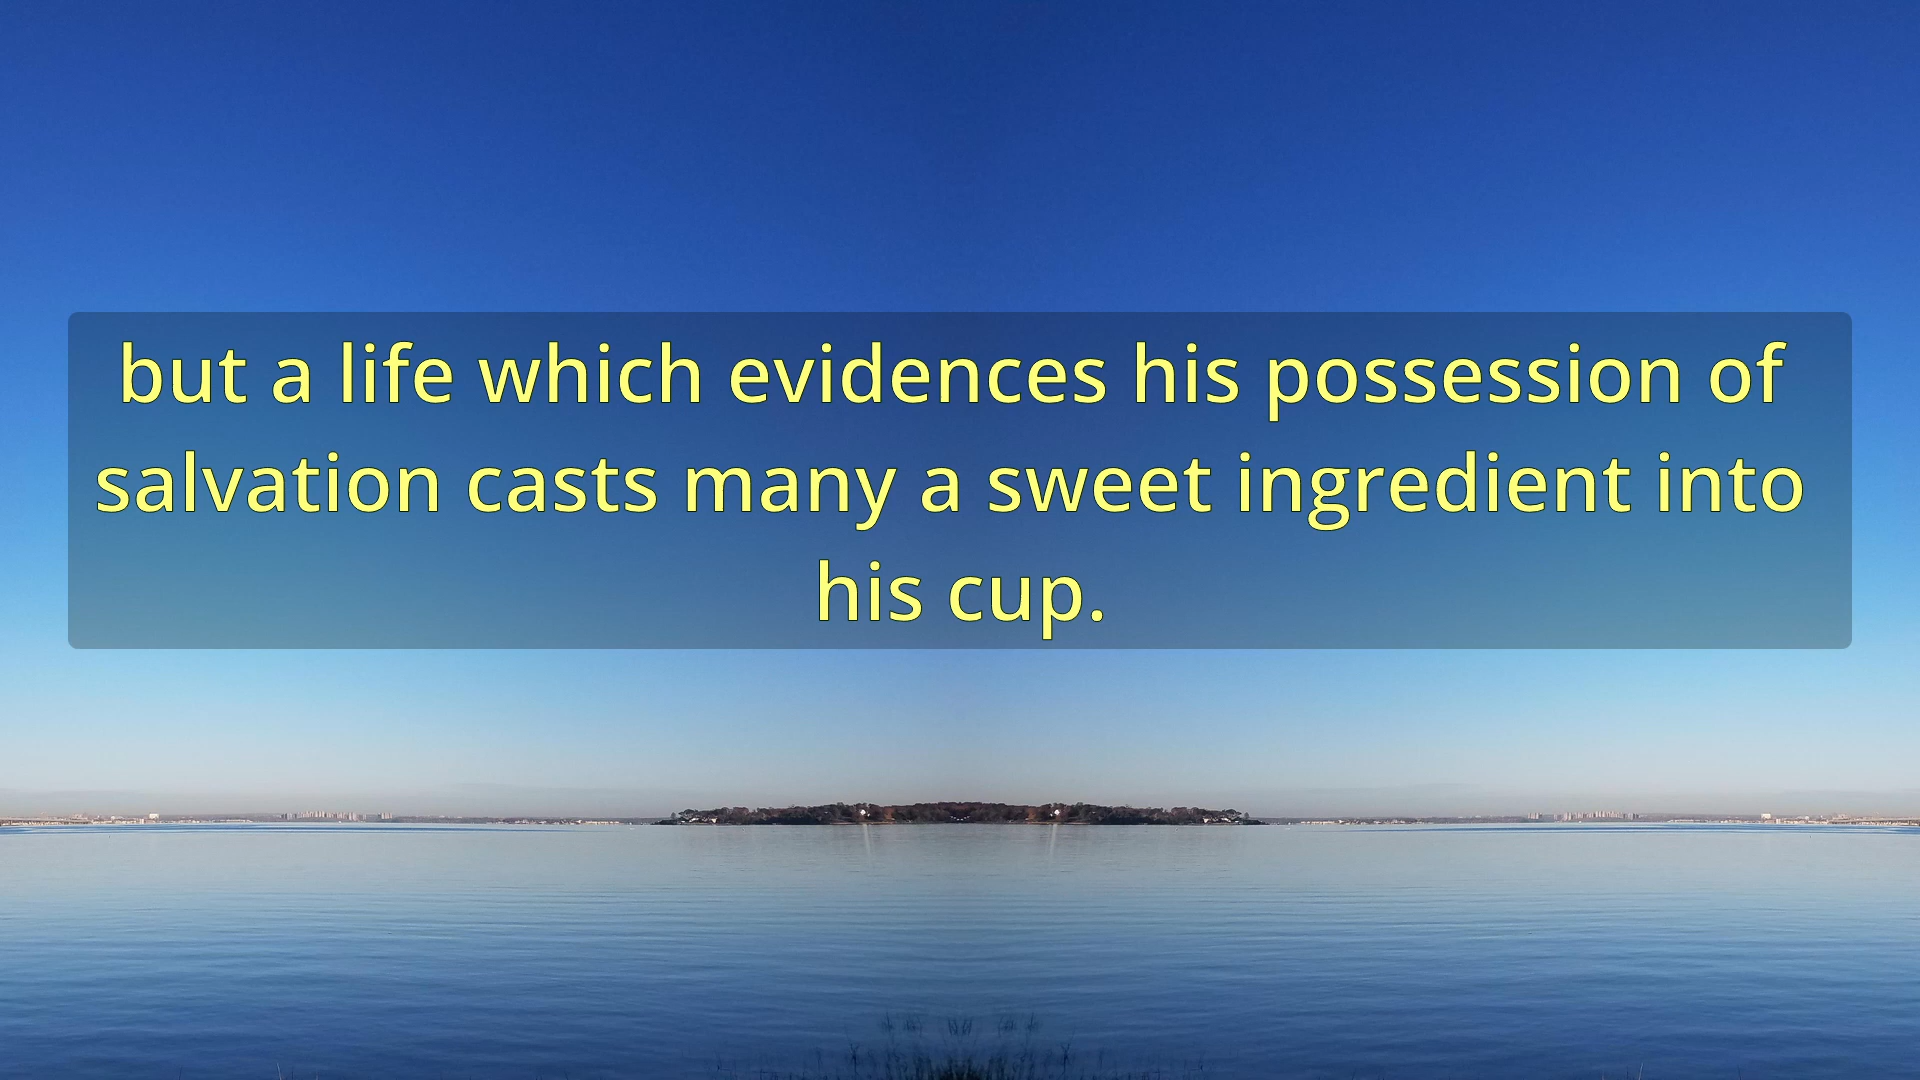 but a life which evidences his possession of
salvation casts many a sweet ingredient into
his cup.